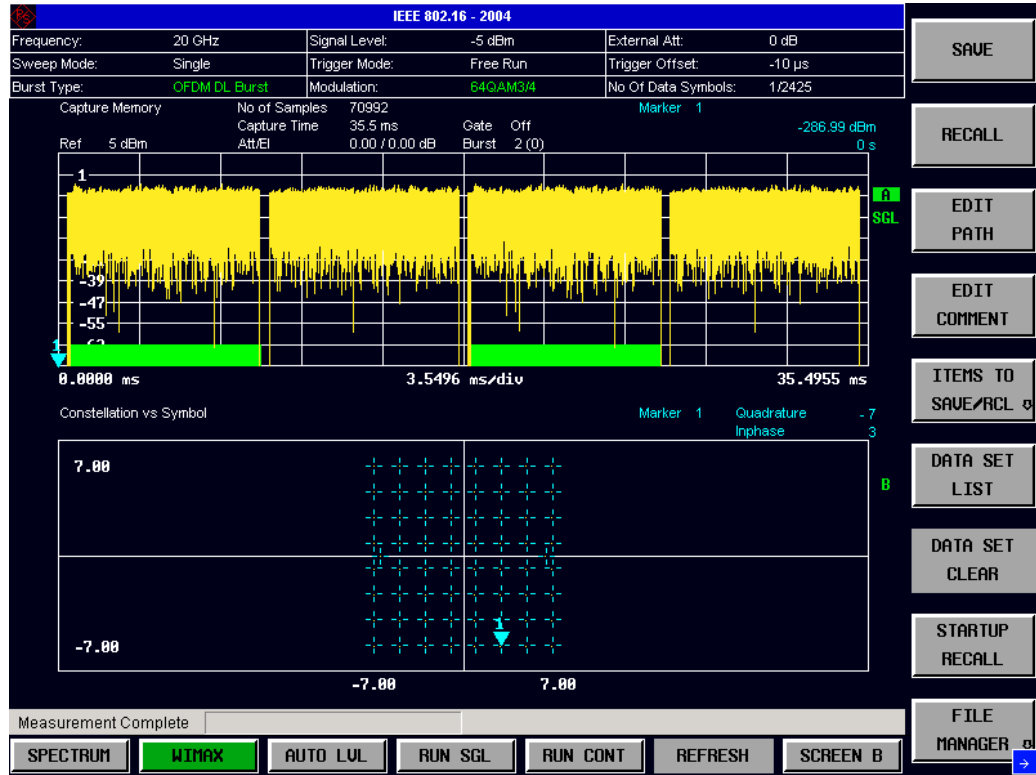 IEEE 802.16 - 2004
Frequency: 20 GHz Signal Level: -5 dBm External Att: 0 dB
Sweep Mode: Single Trigger Mode: Free Run Trigger Offset: -10 µs
Burst Type: OFDM DL Burst Modulation: 64QAM3/4 No Of Data Symbols: 1/2425
Capture Memory No of Samples 70992 Marker 1
Capture Time 35.5 ms Gate Off -286.99 dBm
Ref 5 dBm Att/El 0.00 / 0.00 dB Burst 2 (0) 0 s
1
A
SGL
-39
-47
-55
1
0.0000 ms 3.5496 ms/div 35.4955 ms
Constellation vs Symbol Marker 1 Quadrature - 7
Inphase 3
7.00
B
1
-7.00
-7.00 7.00
Measurement Complete
SPECTRUM WIMAX AUTO LVL RUN SGL RUN CONT REFRESH SCREEN B
SAVE
RECALL
EDIT
PATH
EDIT
COMMENT
ITEMS TO
SAVE/RCL
DATA SET
LIST
DATA SET
CLEAR
STARTUP
RECALL
FILE
MANAGER